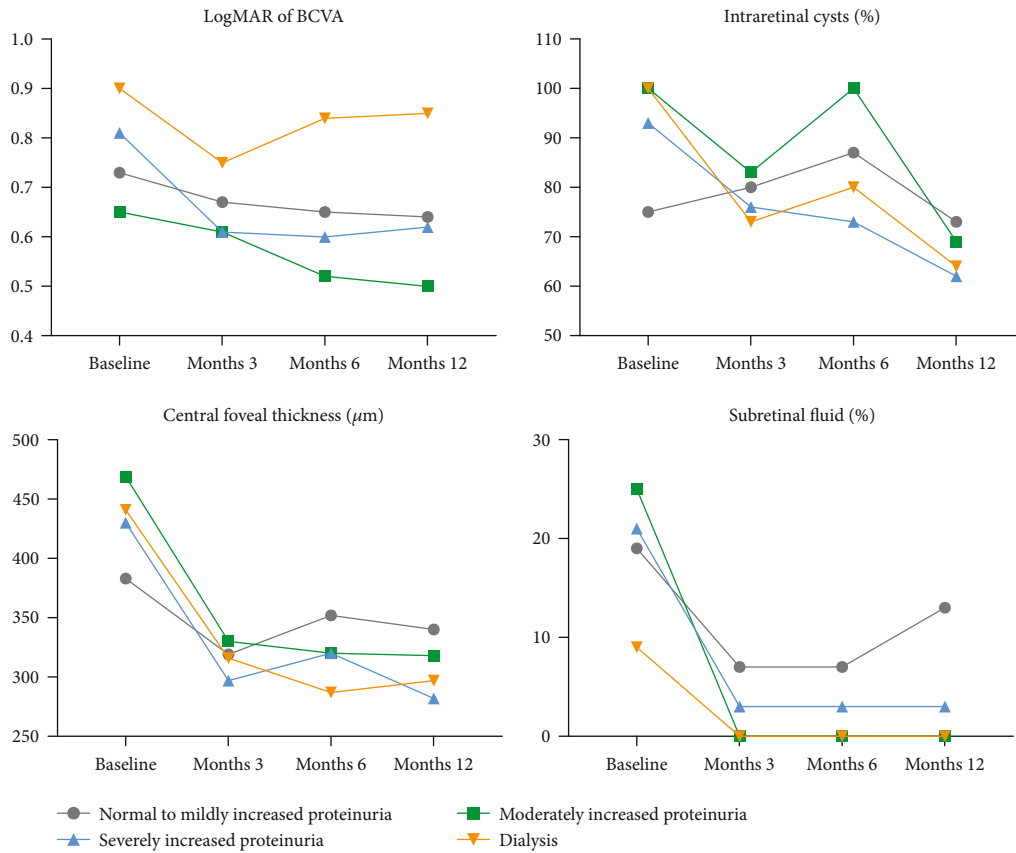 LogMAR of BCVA
1.0
0.9
0.8
0.7
0.6
0.5
0.4
Baseline Months 3 Months 6 Months 12
Intraretinal cysts (%)
110
100
90
80
70
60
50
Baseline Months 3 Months 6 Months 12
Central foveal thickness (μm)
500
450
400
350
300
250
Baseline Months 3 Months 6 Months 12
Subretinal fluid (%)
30
20
10
0
Baseline Months 3 Months 6 Months 12
Normal to mildly increased proteinuria
Severely increased proteinuria
Moderately increased proteinuria
Dialysis